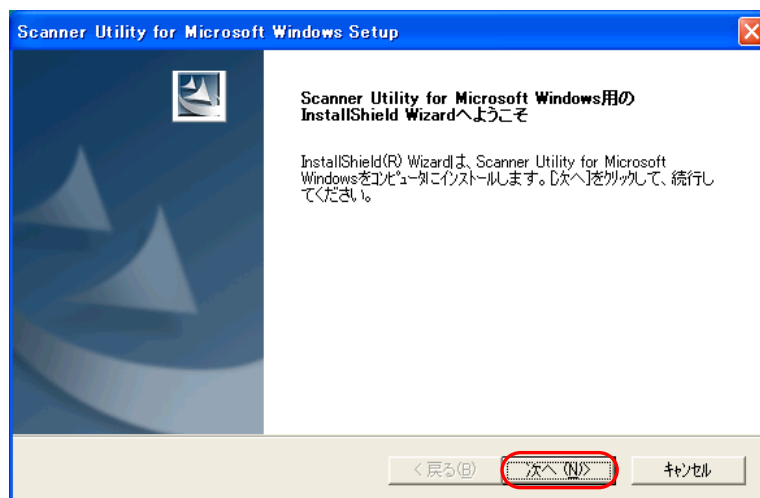 Scanner Utility for Microsoft Windows Setup
Scanner Utility for Microsoft Windows用の
InstallShield Wizardへようこそ
InstallShield(R) Wizardは、Scanner Utility for Microsoft
Windowsをコンピュータにインストールします。[次へ]をクリックして、続行し
てください。
< 戻る(B)
次へ (N)>
キャンセル